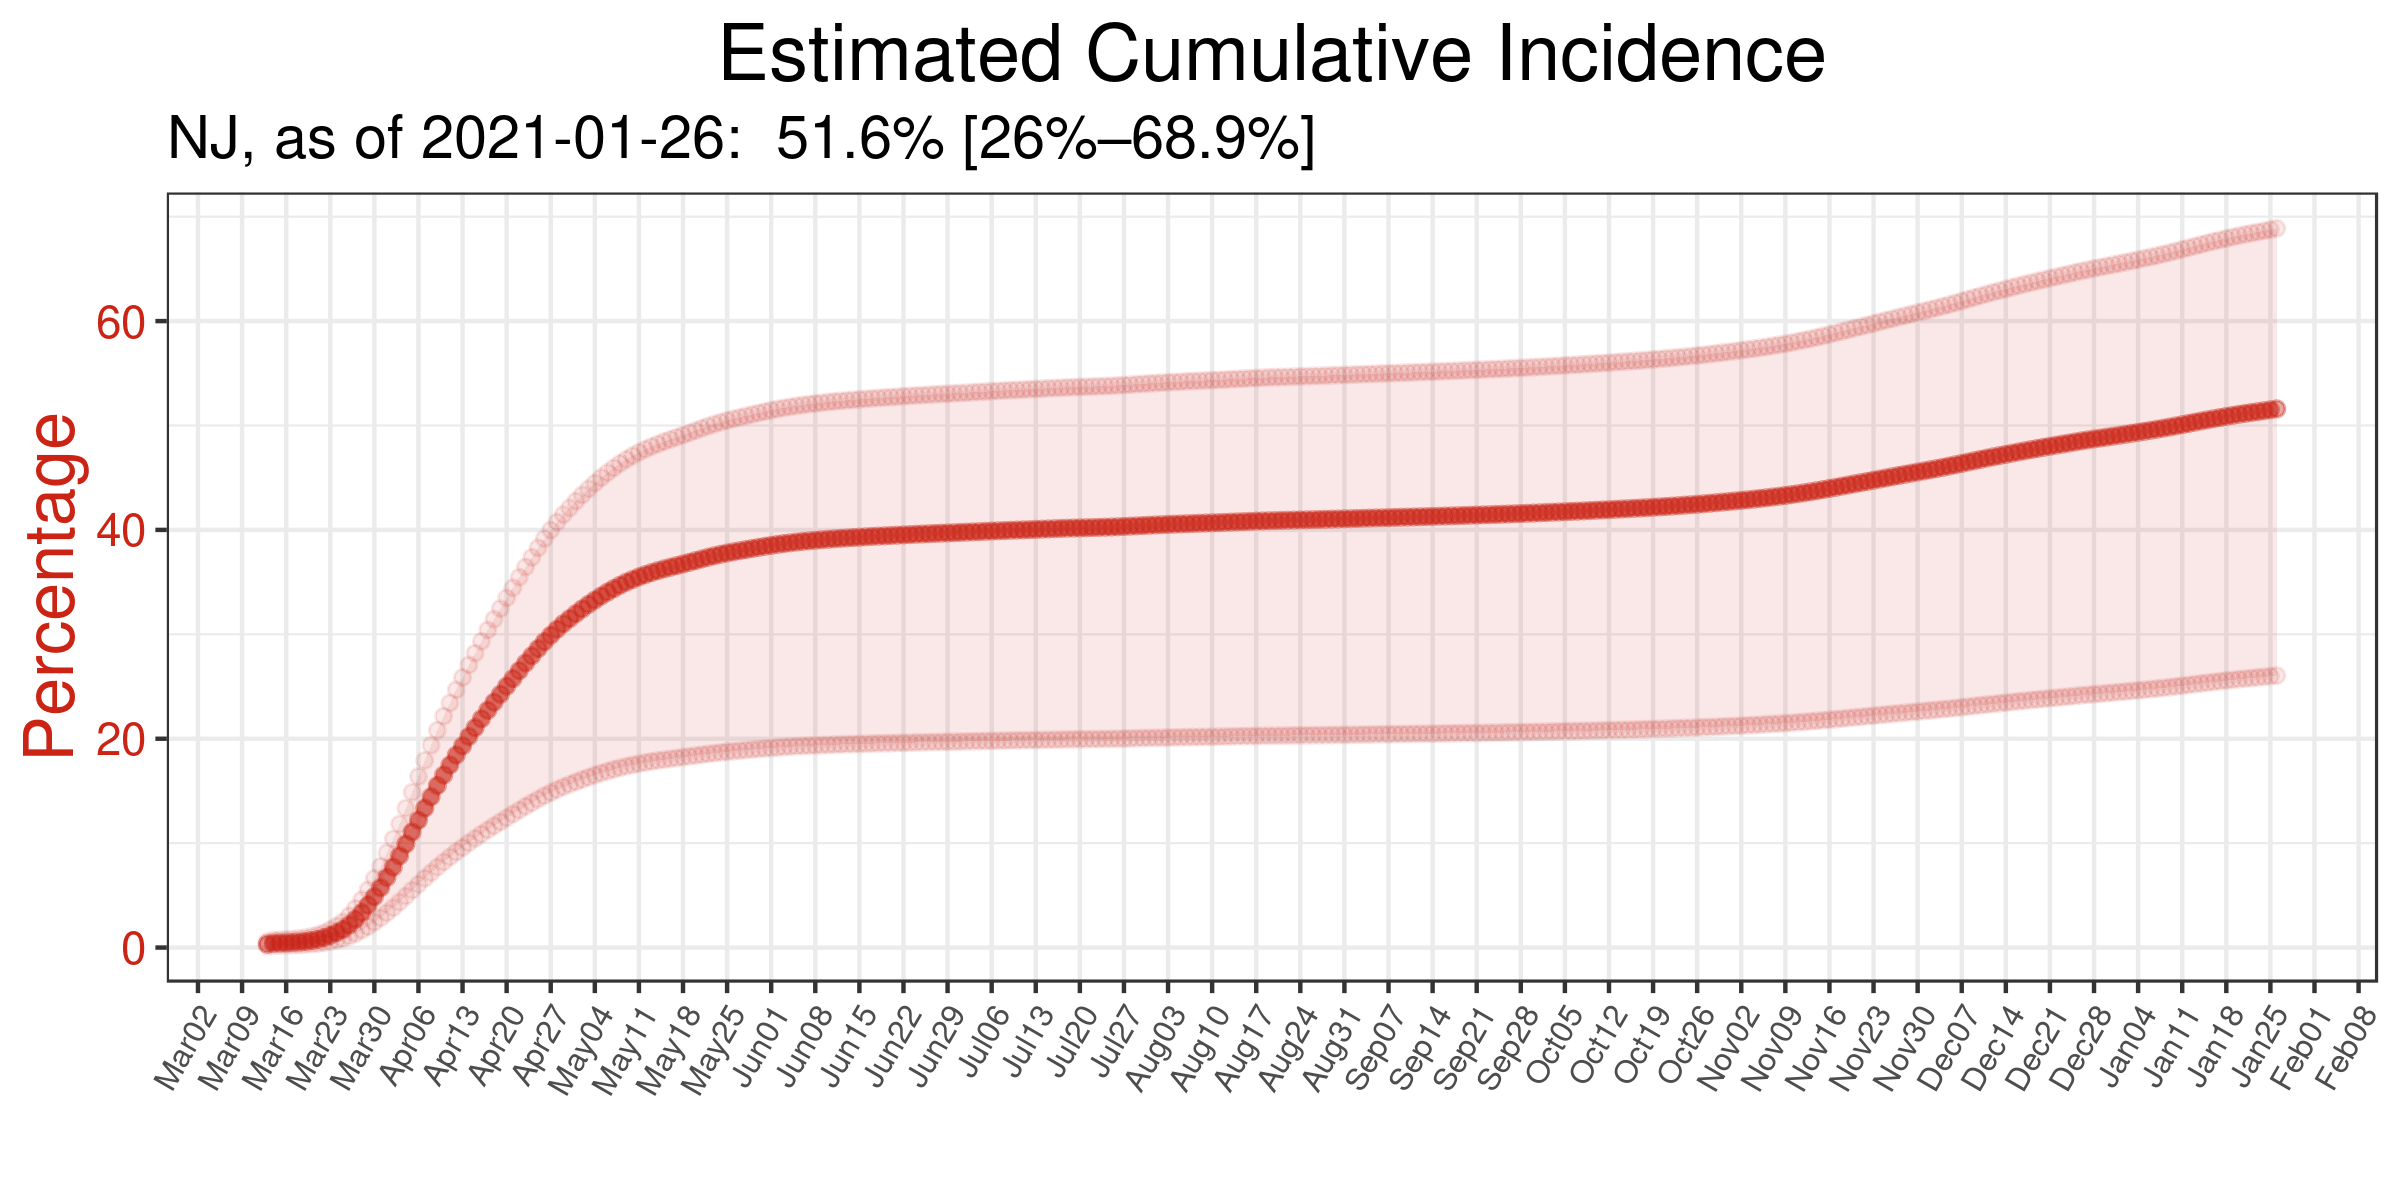 Estimated Cumulative Incidence
NJ, as of 2021-01-26:  51.6% [26%–68.9%]
Percentage
60
40
20
0
Mar02
Mar09
Mar16
Mar23
Mar30
Apr06
Apr13
Apr20
Apr27
May04
May11
May18
May25
Jun01
Jun08
Jun15
Jun22
Jun29
Jul06
Jul13
Jul20
Jul27
Aug03
Aug10
Aug17
Aug24
Aug31
Sep07
Sep14
Sep21
Sep28
Oct05
Oct12
Oct19
Oct26
Nov02
Nov09
Nov16
Nov23
Nov30
Dec07
Dec14
Dec21
Dec28
Jan04
Jan11
Jan18
Jan25
Feb01
Feb08